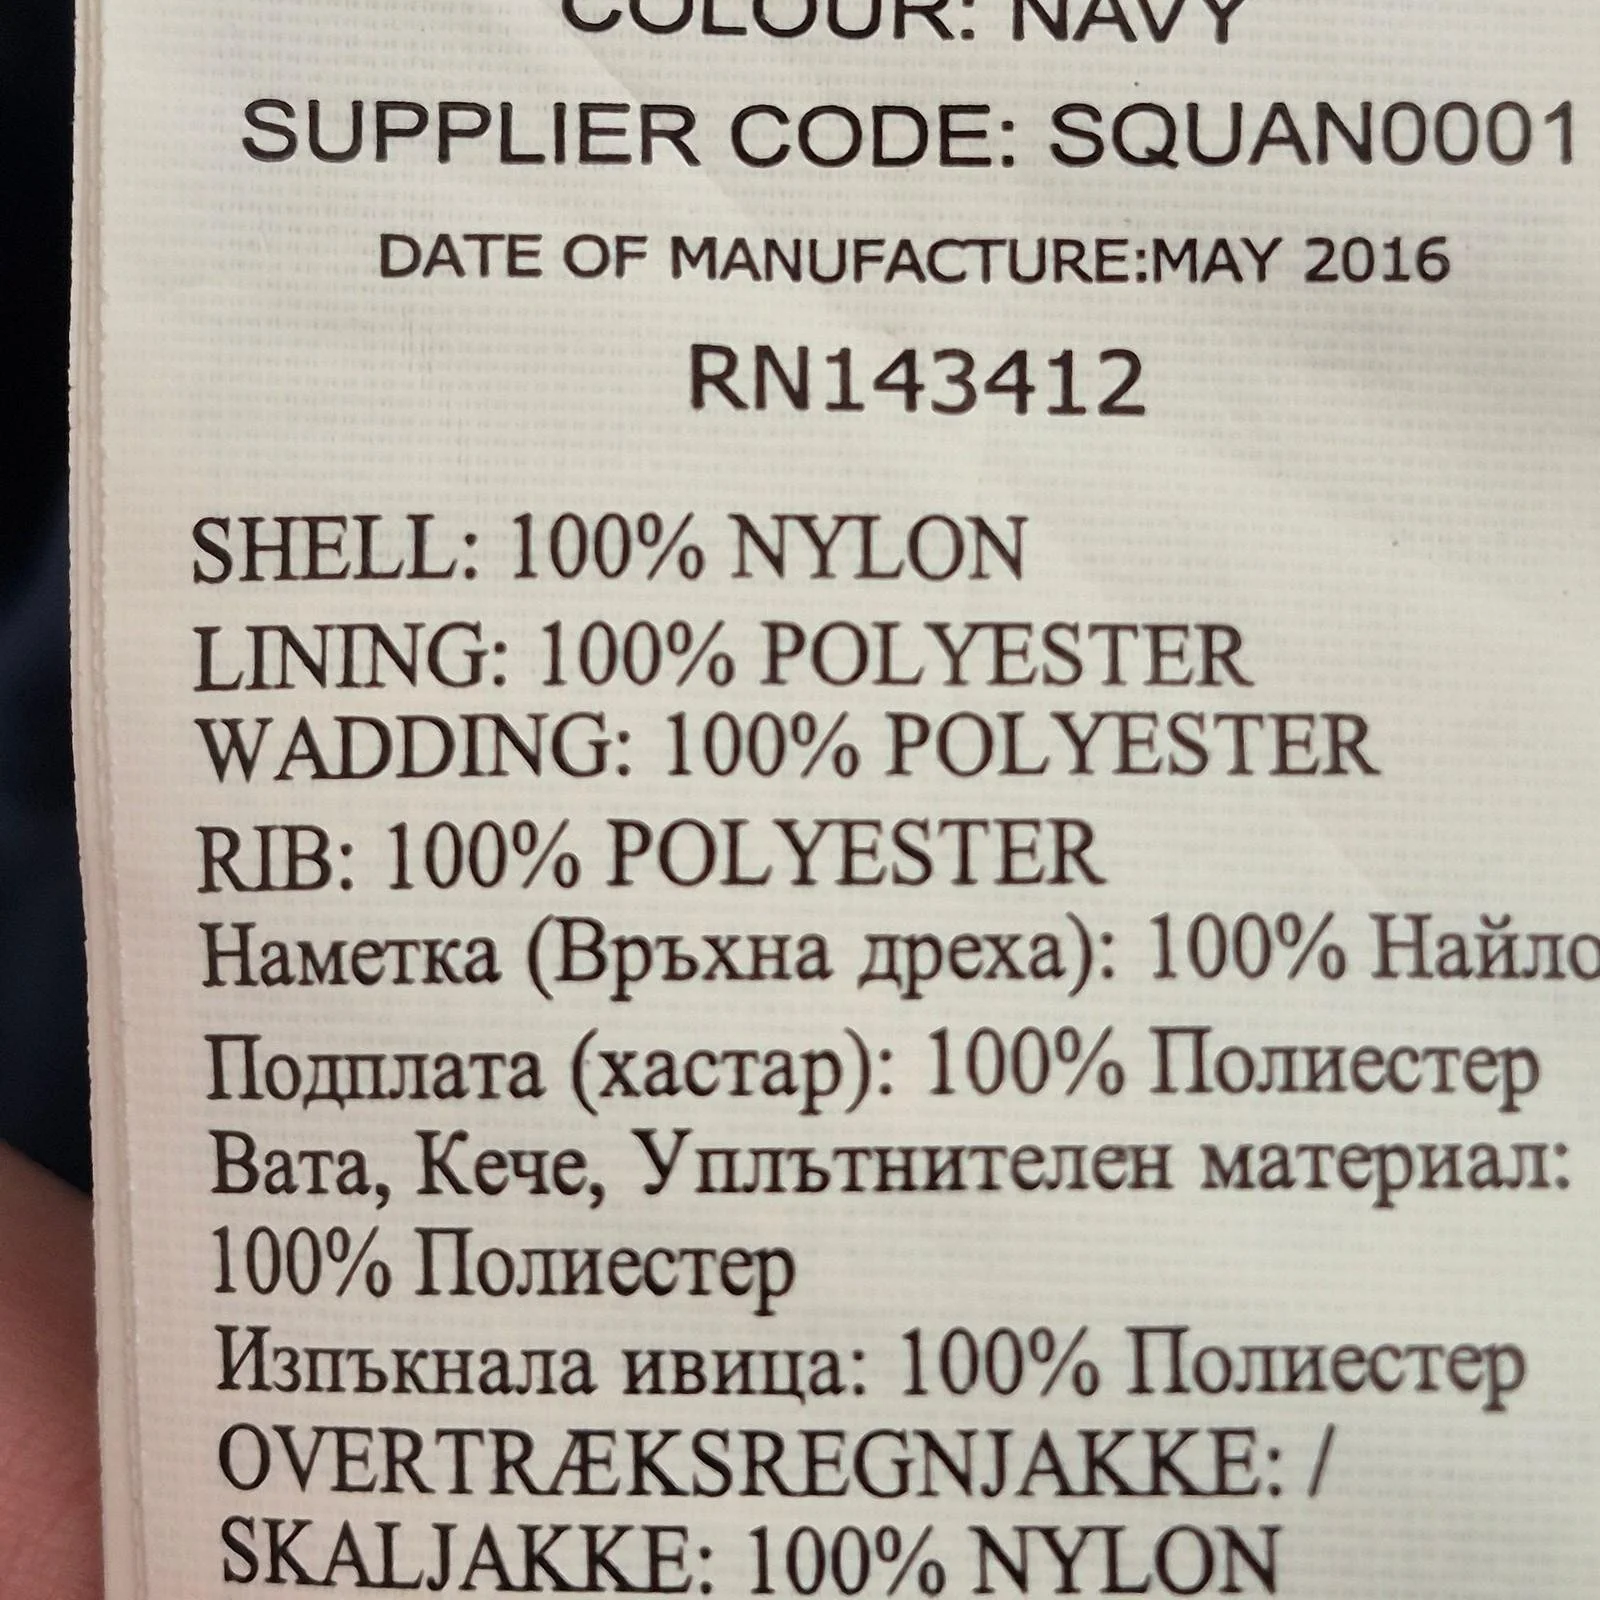 COLOUR: NAVY
SUPPLIER CODE: SQUAN0001
DATE OF MANUFACTURE:MAY 2016
RN143412
SHELL: 100% NYLON
LINING: 100% POLYESTER
WADDING: 100% POLYESTER
RIB: 100% POLYESTER
Наметка (Връхна дреха): 100% Найло
Подплата (хастар): 100% Полиестер
Вата, Кече, Уплътнителен материал:
100% Полиестер
Изпъкнала ивица: 100% Полиестер
OVERTRÆKSREGNJAKKE: /
SKALJAKKE: 100% NYLON